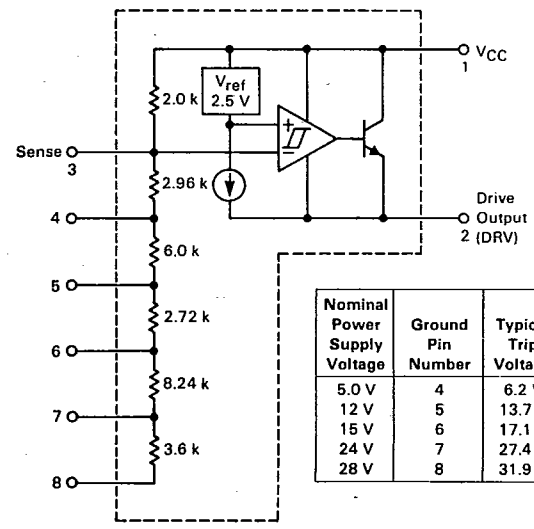 V_CC
1
V_ref
2.5 V
2.0 k
+
−
Sense
3
2.96 k
Drive
Output
(DRV)
2
4
6.0 k
5
2.72 k
6
8.24 k
7
3.6 k
8
Nominal Power Supply Voltage Ground Pin Number Trip
5.0 V 4 6.2
12 V 5 13.7
15 V 6 17.1
24 V 7 27.4
28 V 8 31.9